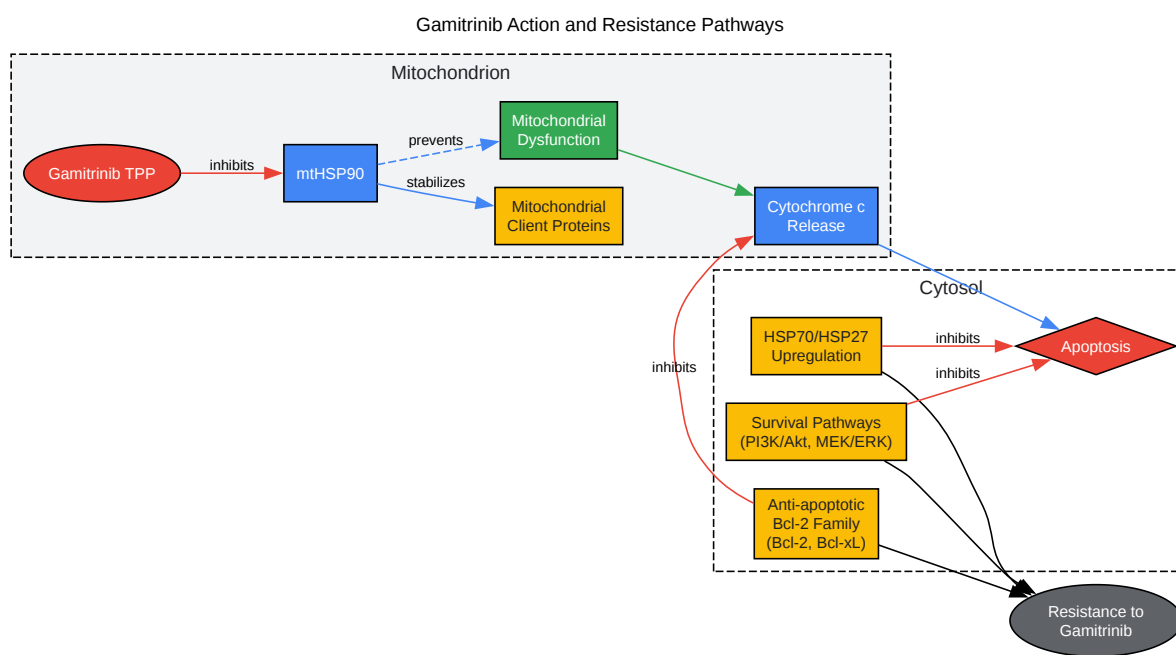 Gamitrinib Action and Resistance Pathways
Mitochondrion
Gamitrinib TPP
inhibits
mtHSP90
prevents
stabilizes
Mitochondrial
Dysfunction
Mitochondrial
Client Proteins
Cytochrome c
Release
Cytosol
HSP70/HSP27
Upregulation
inhibits
Apoptosis
inhibits
inhibits
Survival Pathways
(PI3K/Akt, MEK/ERK)
Anti-apoptotic
Bcl-2 Family
(Bcl-2, Bcl-xL)
Resistance to
Gamitrinib